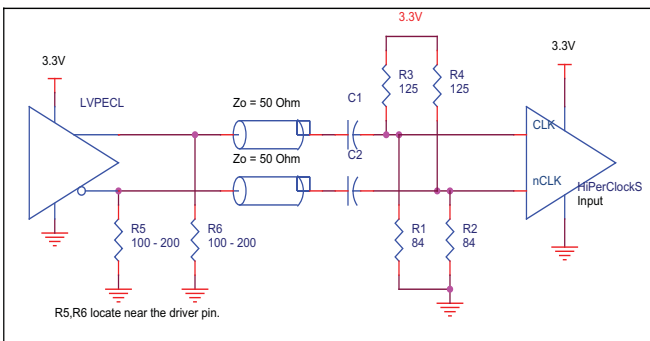 3.3V
3.3V
3.3V
LVPECL
R3
125
R4
125
Zo = 50 Ohm
C1
CLK
Zo = 50 Ohm
C2
nCLK
HiPerClockS
Input
R5
100 - 200
R6
100 - 200
R1
84
R2
84
R5,R6 locate near the driver pin.